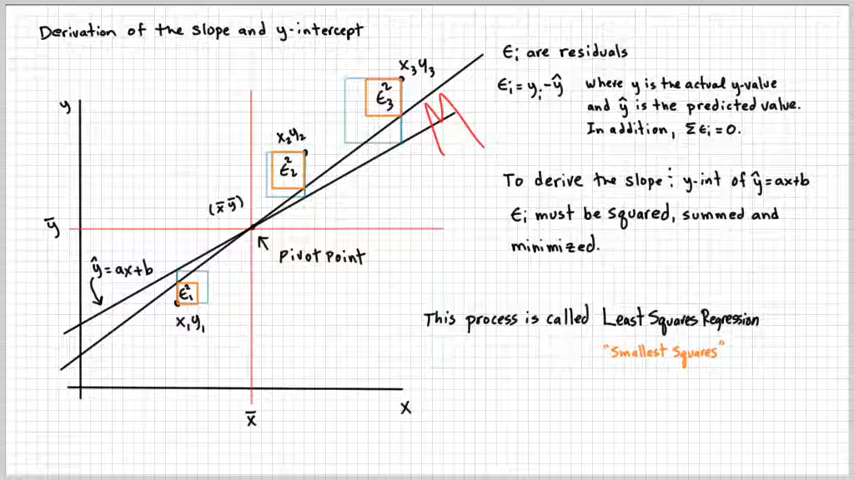 Derivation of the slope and y-intercept
ϵi are residuals
x₃y₃
ϵ₃²
ϵi = yi - ŷ where y is the actual y-value
and ŷ is the predicted value.
In addition, Σϵi = 0.
y
x₂y₂
ϵ₂²
To derive the slope : y-int of ŷ=ax+b
ϵi must be squared, summed and
minimized.
(x̄ ȳ)
ȳ
Pivot Point
ŷ=ax+b
ϵ₁²
x₁y₁
This process is called Least Squares Regression
"Smallest Squares"
x
x̄